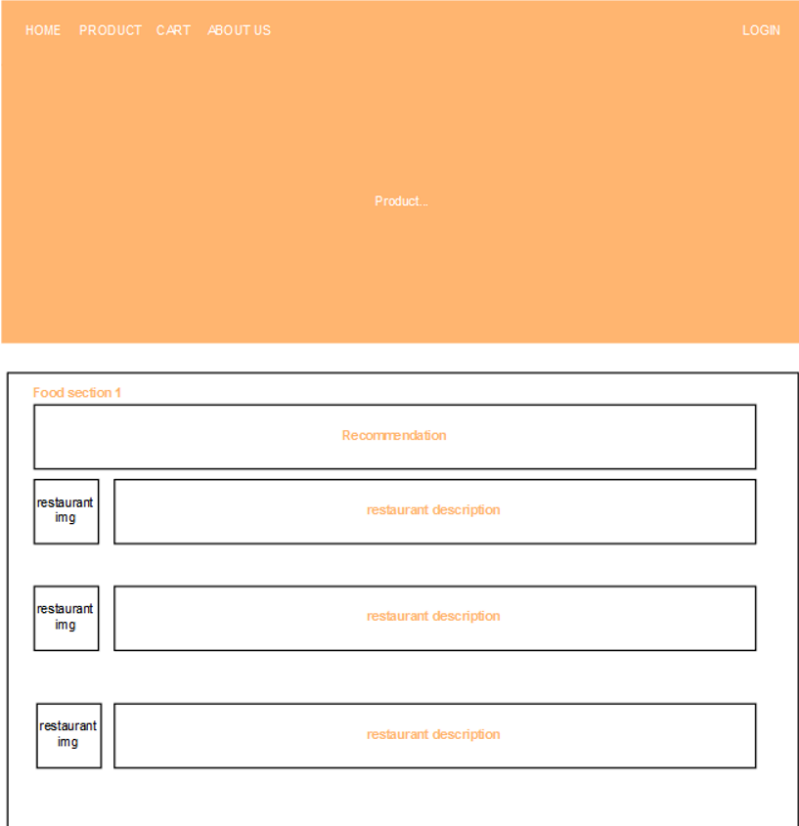 HOME PRODUCT CART ABOUT US LOGIN
Product...
Food section 1
Recommendation
restaurant
img
restaurant description
restaurant
img
restaurant description
restaurant
img
restaurant description